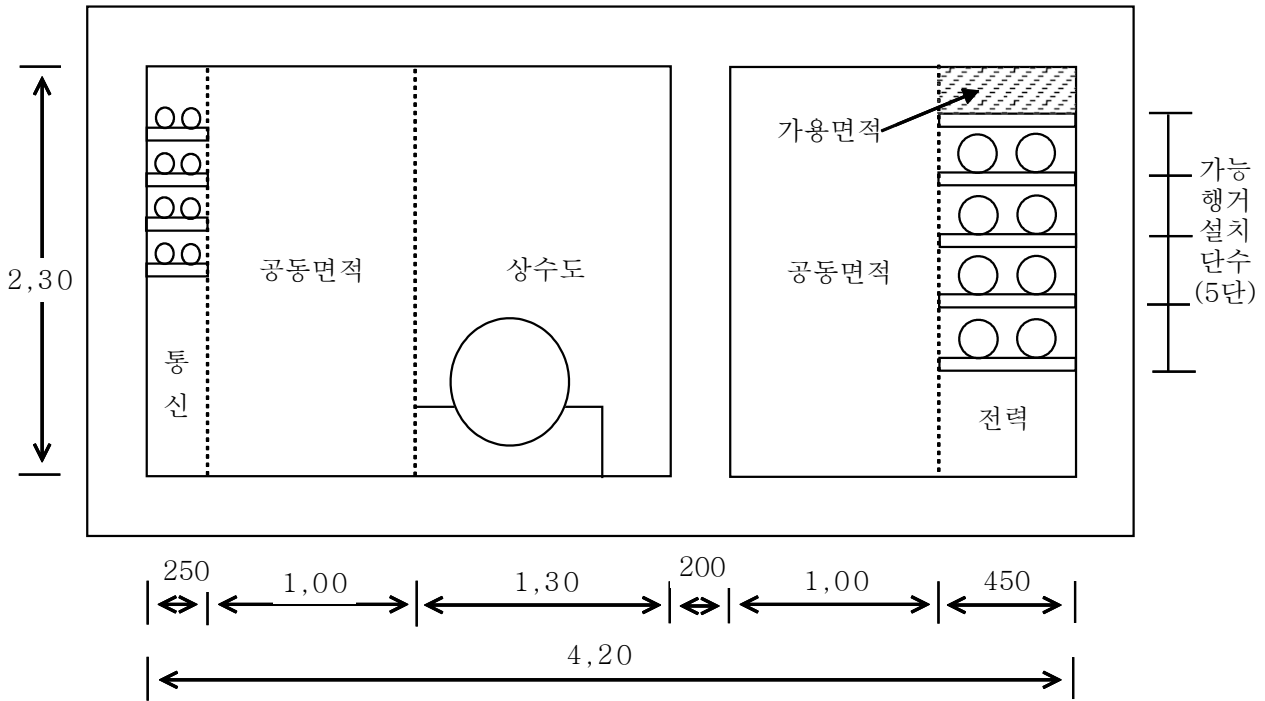 가용면적
가능
행거
설치
단수
(5단)
2,30
공동면적
상수도
공동면적
통
신
전력
250
1,00
1,30
200
1,00
450
4,20